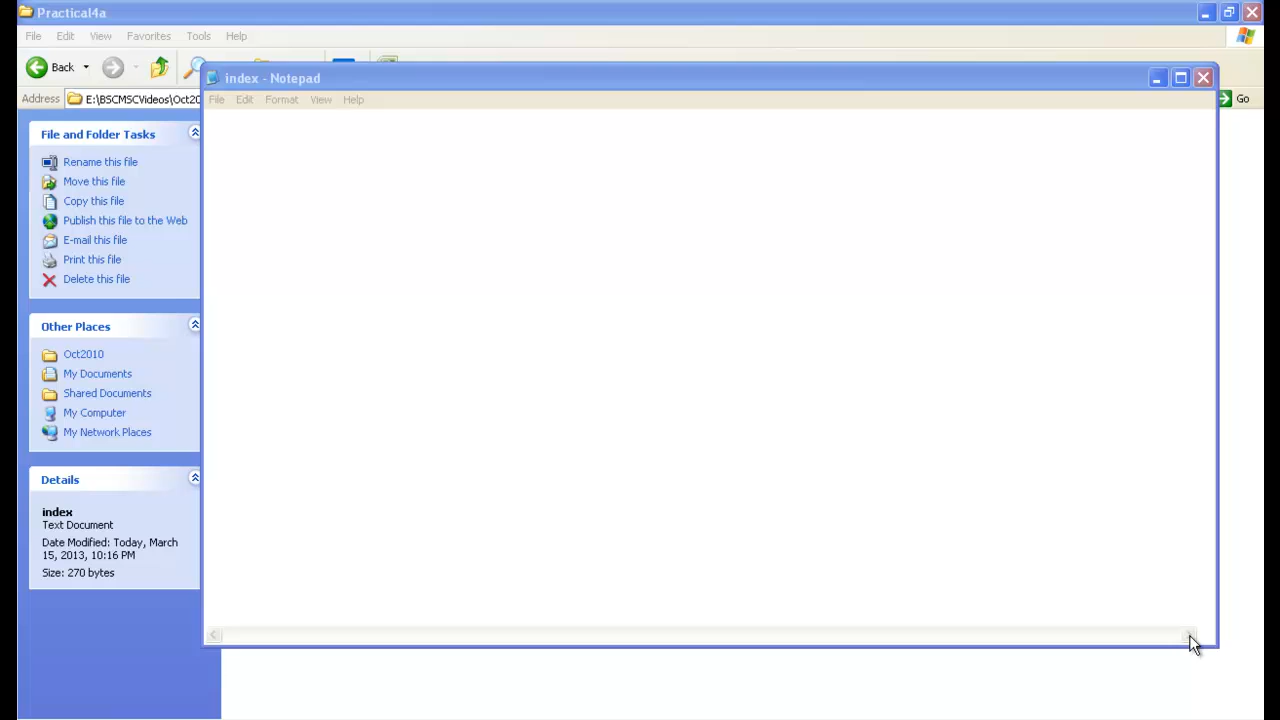 Practical4a
File Edit View Favorites Tools Help
Back
index - Notepad
File Edit Format View Help
Address E:\BSCMSCVideos\Oct20
Go
File and Folder Tasks
Rename this file
Move this file
Copy this file
Publish this file to the Web
E-mail this file
Print this file
Delete this file
Other Places
Oct2010
My Documents
Shared Documents
My Computer
My Network Places
Details
index
Text Document
Date Modified: Today, March
15, 2013, 10:16 PM
Size: 270 bytes